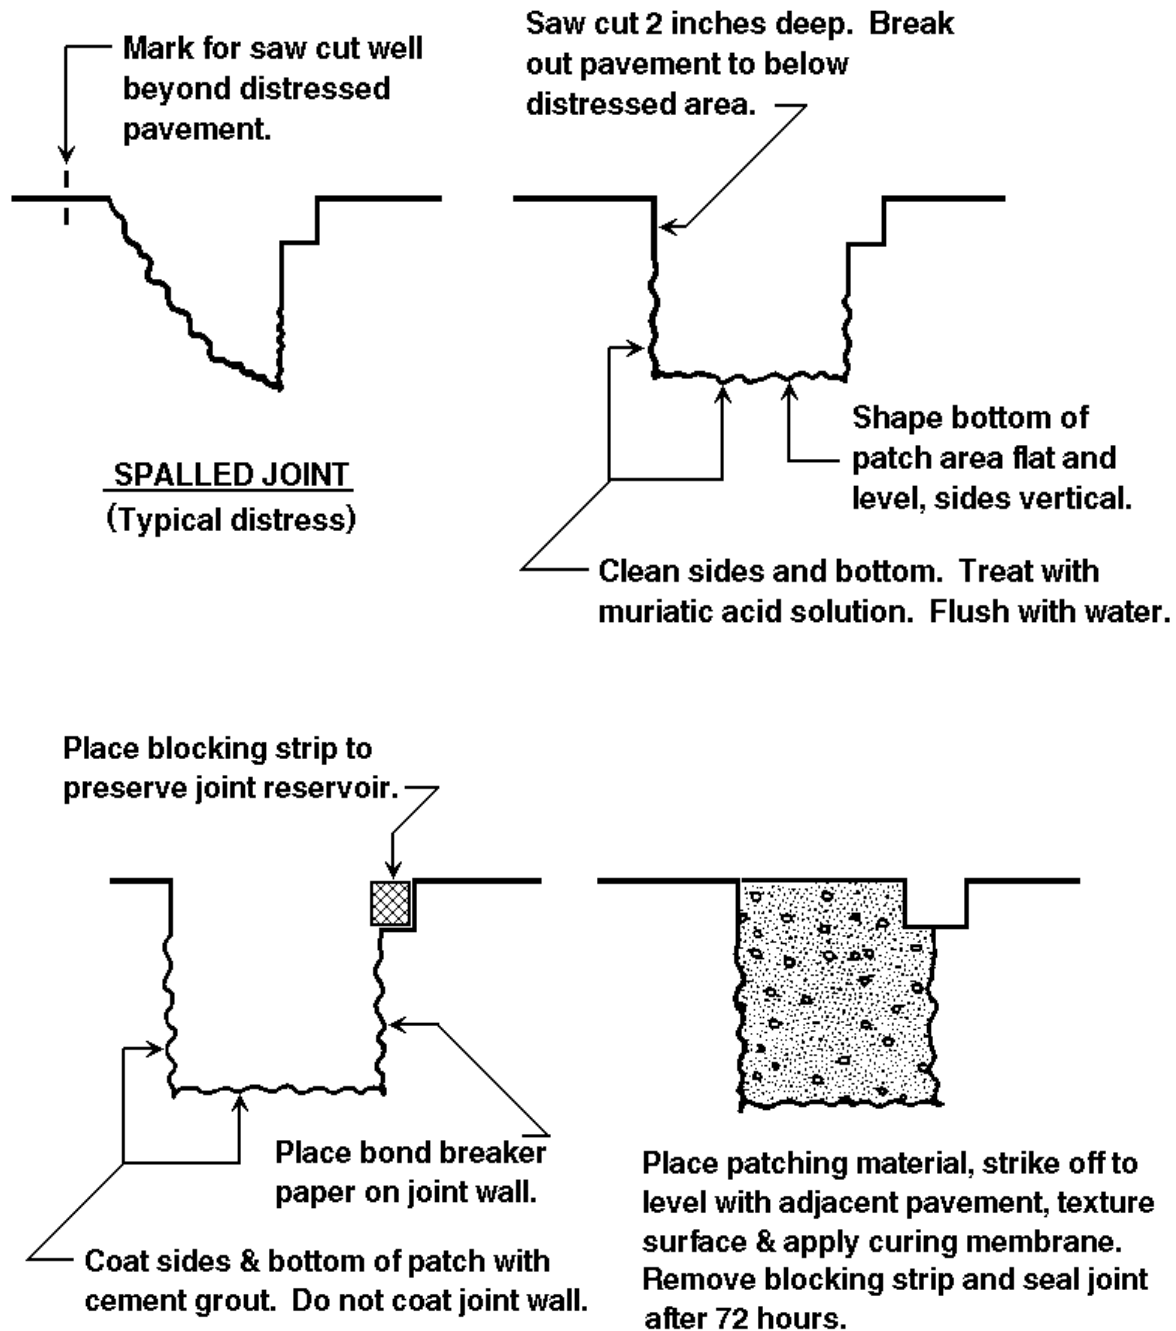 Mark for saw cut well
beyond distressed
pavement.
Saw cut 2 inches deep. Break
out pavement to below
distressed area.
SPALLED JOINT
(Typical distress)
Shape bottom of
patch area flat and
level, sides vertical.
Clean sides and bottom. Treat with
muriatic acid solution. Flush with water.
Place blocking strip to
preserve joint reservoir.
Place bond breaker
paper on joint wall.
Coat sides & bottom of patch with
cement grout. Do not coat joint wall.
Place patching material, strike off to
level with adjacent pavement, texture
surface & apply curing membrane.
Remove blocking strip and seal joint
after 72 hours.